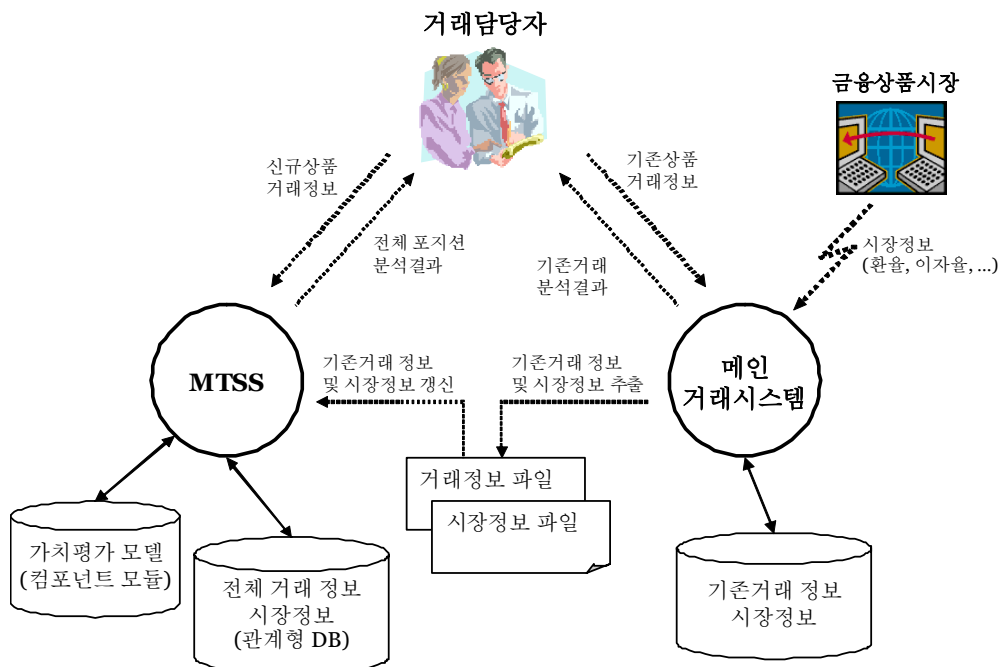 거래담당자
금융상품시장
신규상품
거래정보
기존상품
거래정보
전체 포지션
분석결과
기존거래
분석결과
시장정보
(환율, 이자율, ...)
MTSS
기존거래 정보
및 시장정보 갱신
기존거래 정보
및 시장정보 추출
메인
거래시스템
거래정보 파일
시장정보 파일
가치평가 모델
(컴포넌트 모듈)
전체 거래 정보
시장정보
(관계형 DB)
기존거래 정보
시장정보